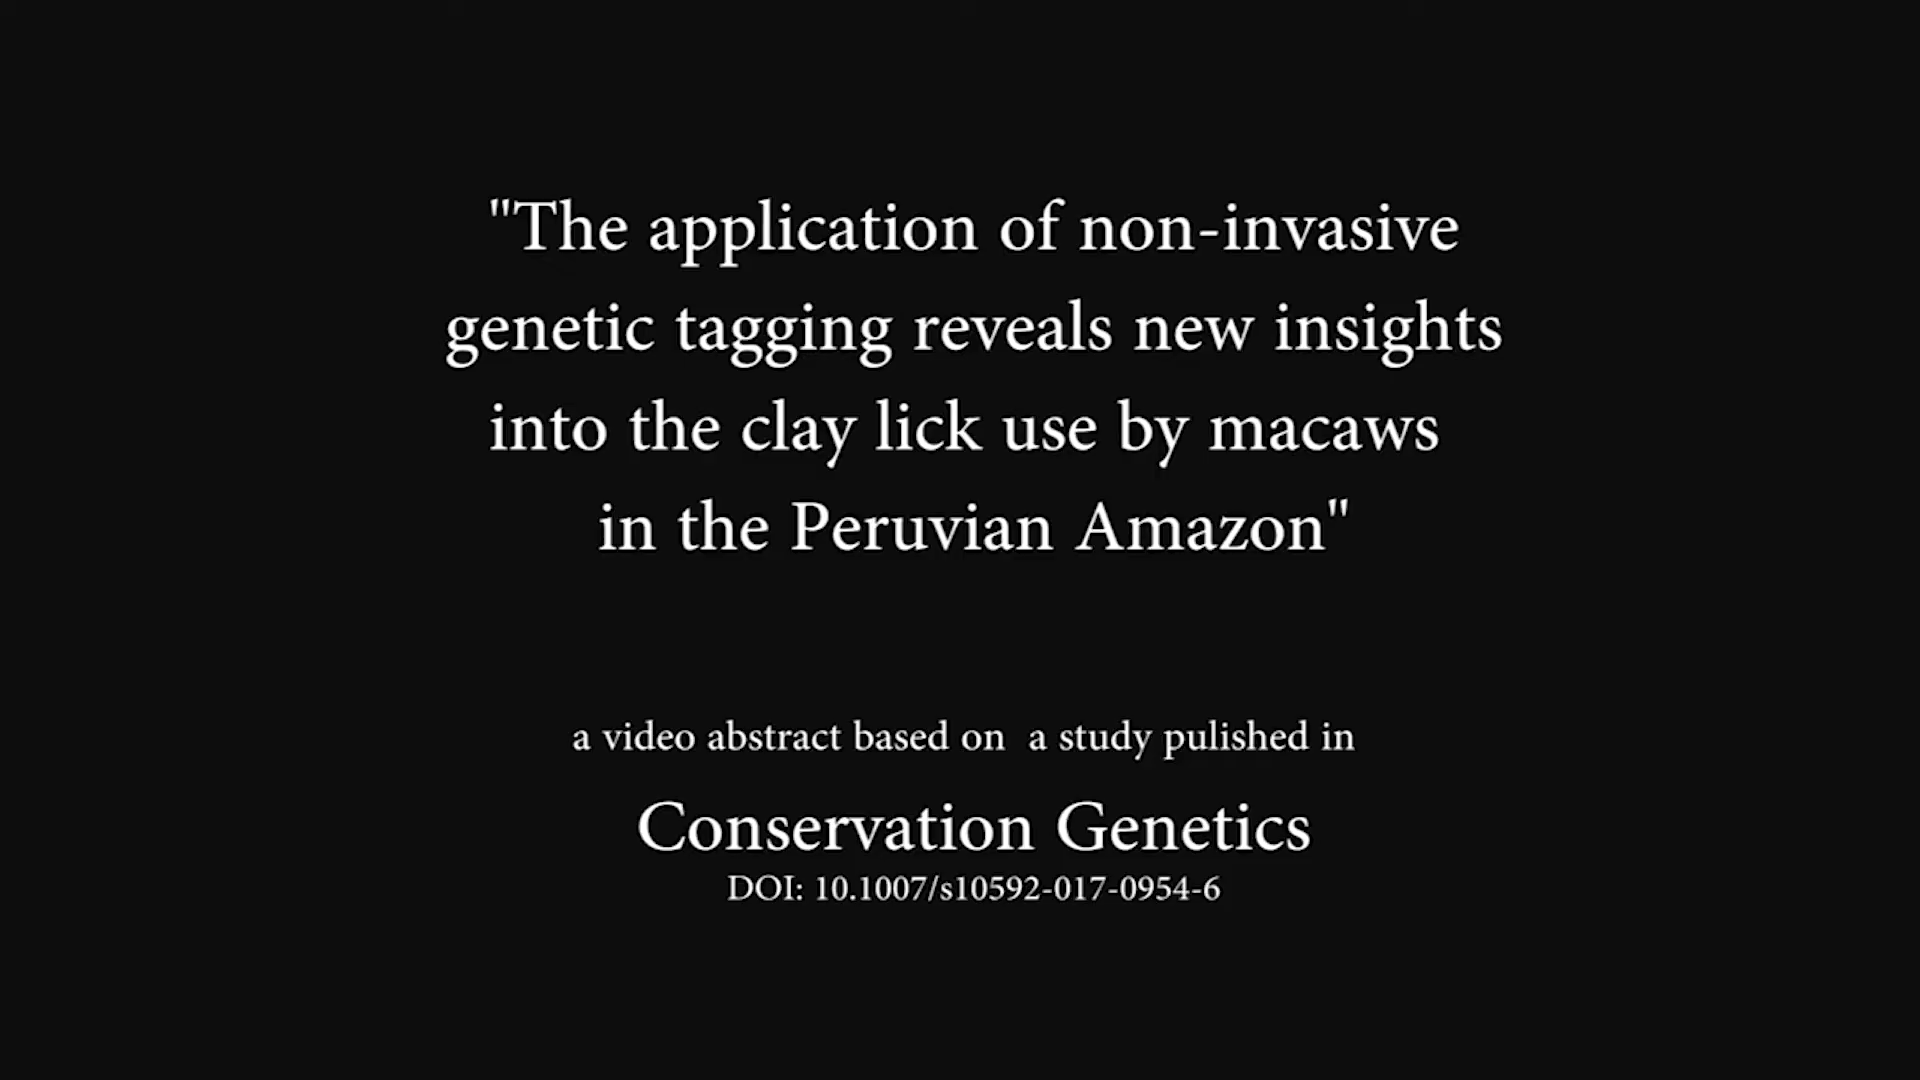 "The application of non-invasive
genetic tagging reveals new insights
into the clay lick use by macaws
in the Peruvian Amazon"
a video abstract based on  a study pulished in
Conservation Genetics
DOI: 10.1007/s10592-017-0954-6